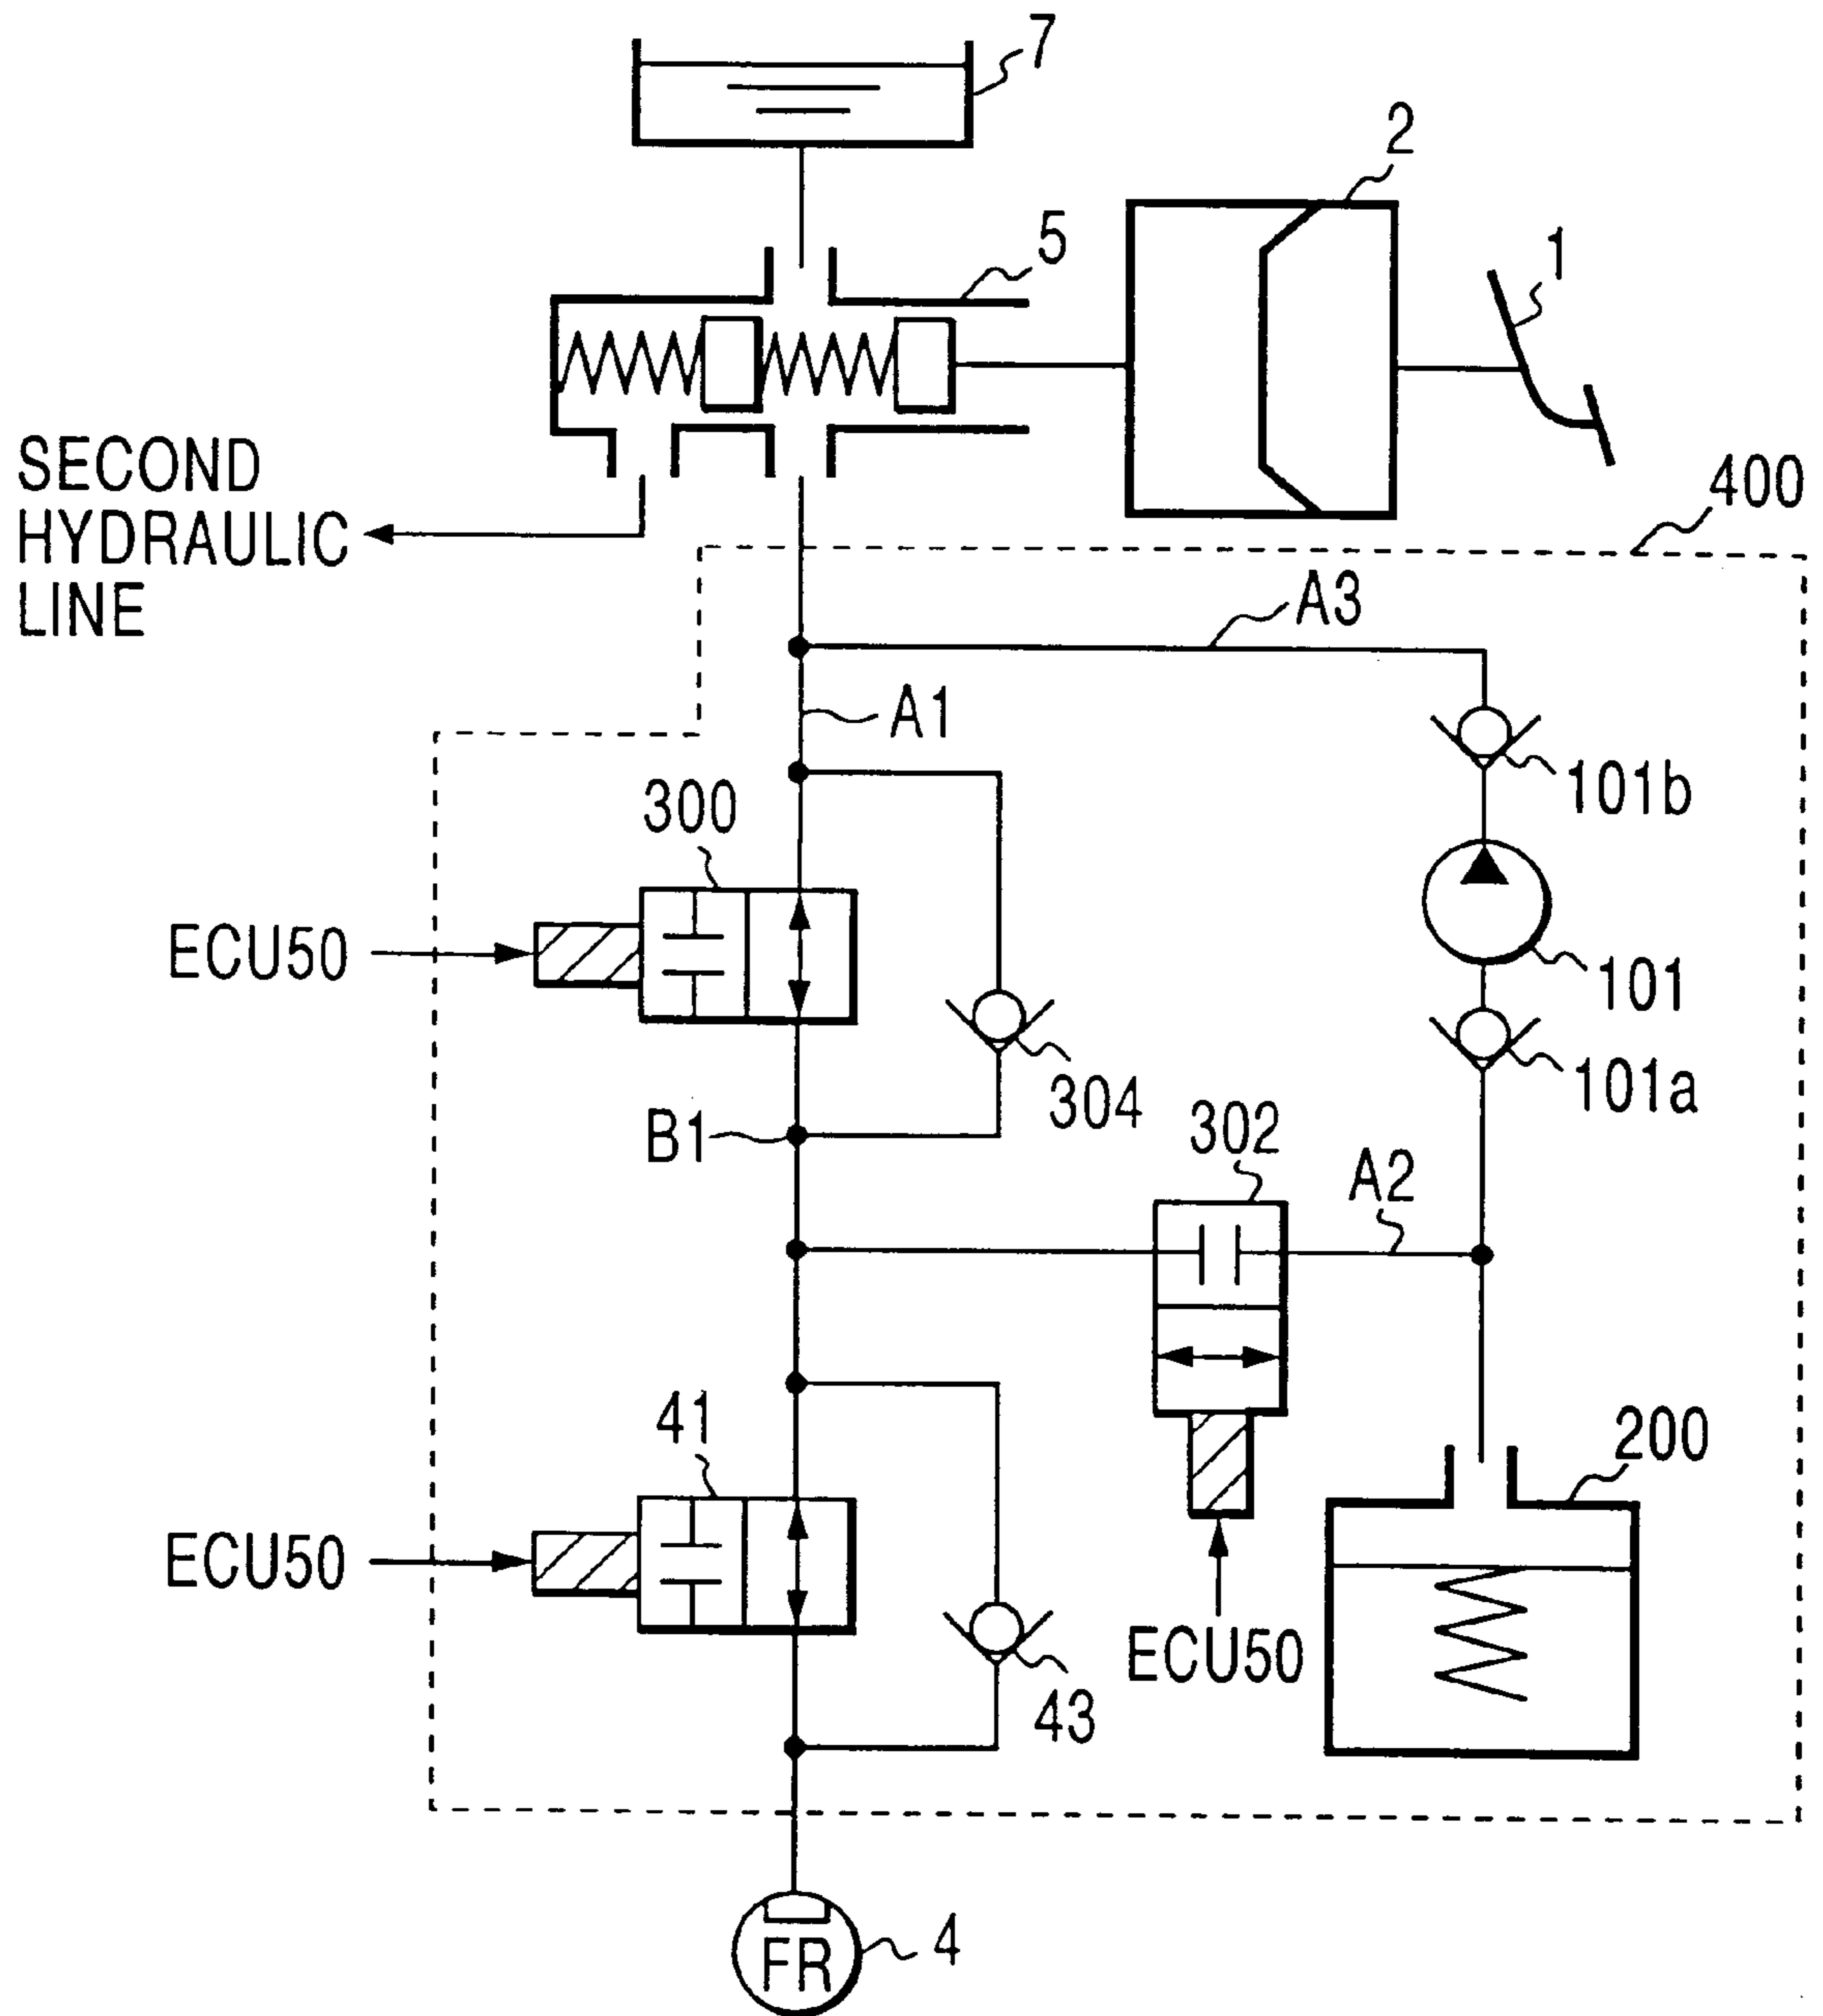 7
2
5
1
SECOND
HYDRAULIC
LINE
400
A3
A1
101b
300
ECU50
101
304
101a
B1
302
A2
41
200
ECU50
ECU50
43
4
FR